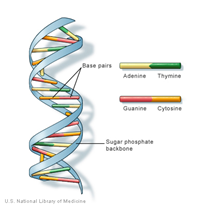 Base pairs
Adenine Thymine
Guanine Cytosine
Sugar phosphate
backbone
U.S. National Library of Medicine